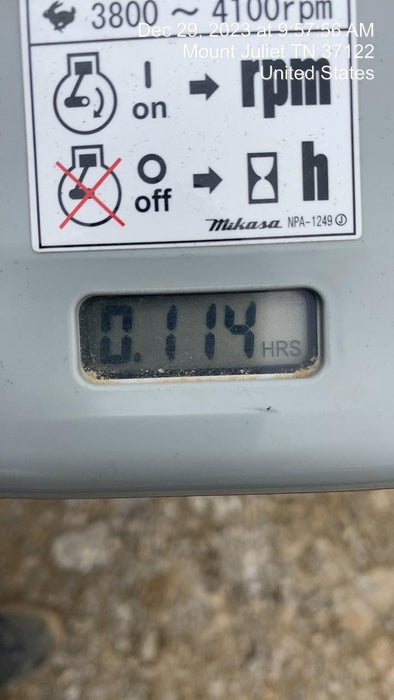 3800 ~ 4100rpm
Dec 29, 2023 at 9:57:56 AM
Mount Juliet TN 37122
United States
I
on
rpm
O
off
h
Mikasa NPA-1249 J
0.114 HRS